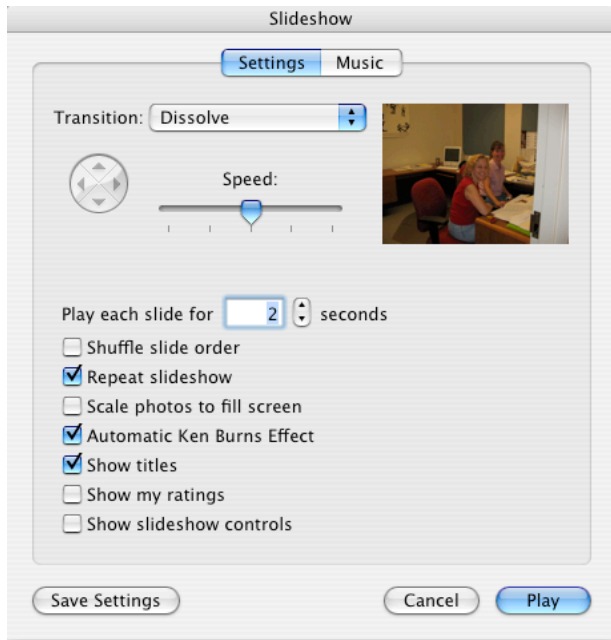 Slideshow
Settings Music
Transition: Dissolve
Speed:
Play each slide for 2 seconds
Shuffle slide order
Repeat slideshow
Scale photos to fill screen
Automatic Ken Burns Effect
Show titles
Show my ratings
Show slideshow controls
Save Settings Cancel Play